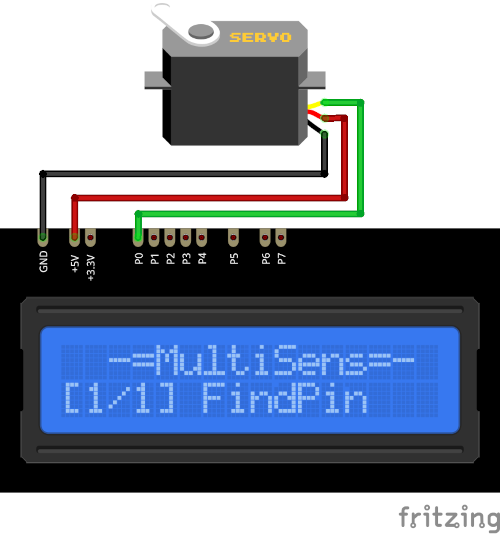 SERVO
GND
+5V
+3.3V
P0
P1
P2
P3
P4
P5
P6
P7
-=MultiSens=-
[1/1] FindPin
fritzing